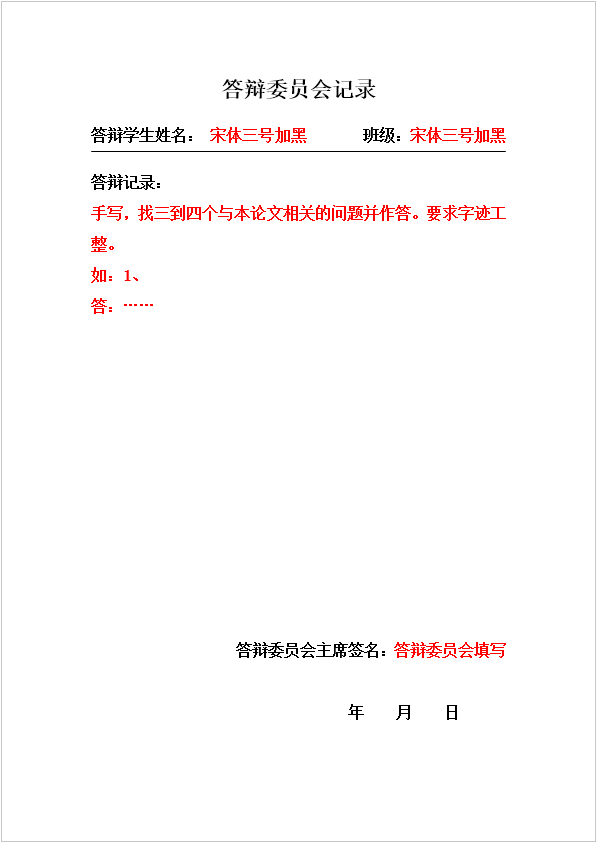 答辩委员会记录
答辩学生姓名： 宋体三号加黑 班级：宋体三号加黑
答辩记录：
手写，找三到四个与本论文相关的问题并作答。要求字迹工
整。
如：1、
答：……
答辩委员会主席签名：答辩委员会填写
年 月 日